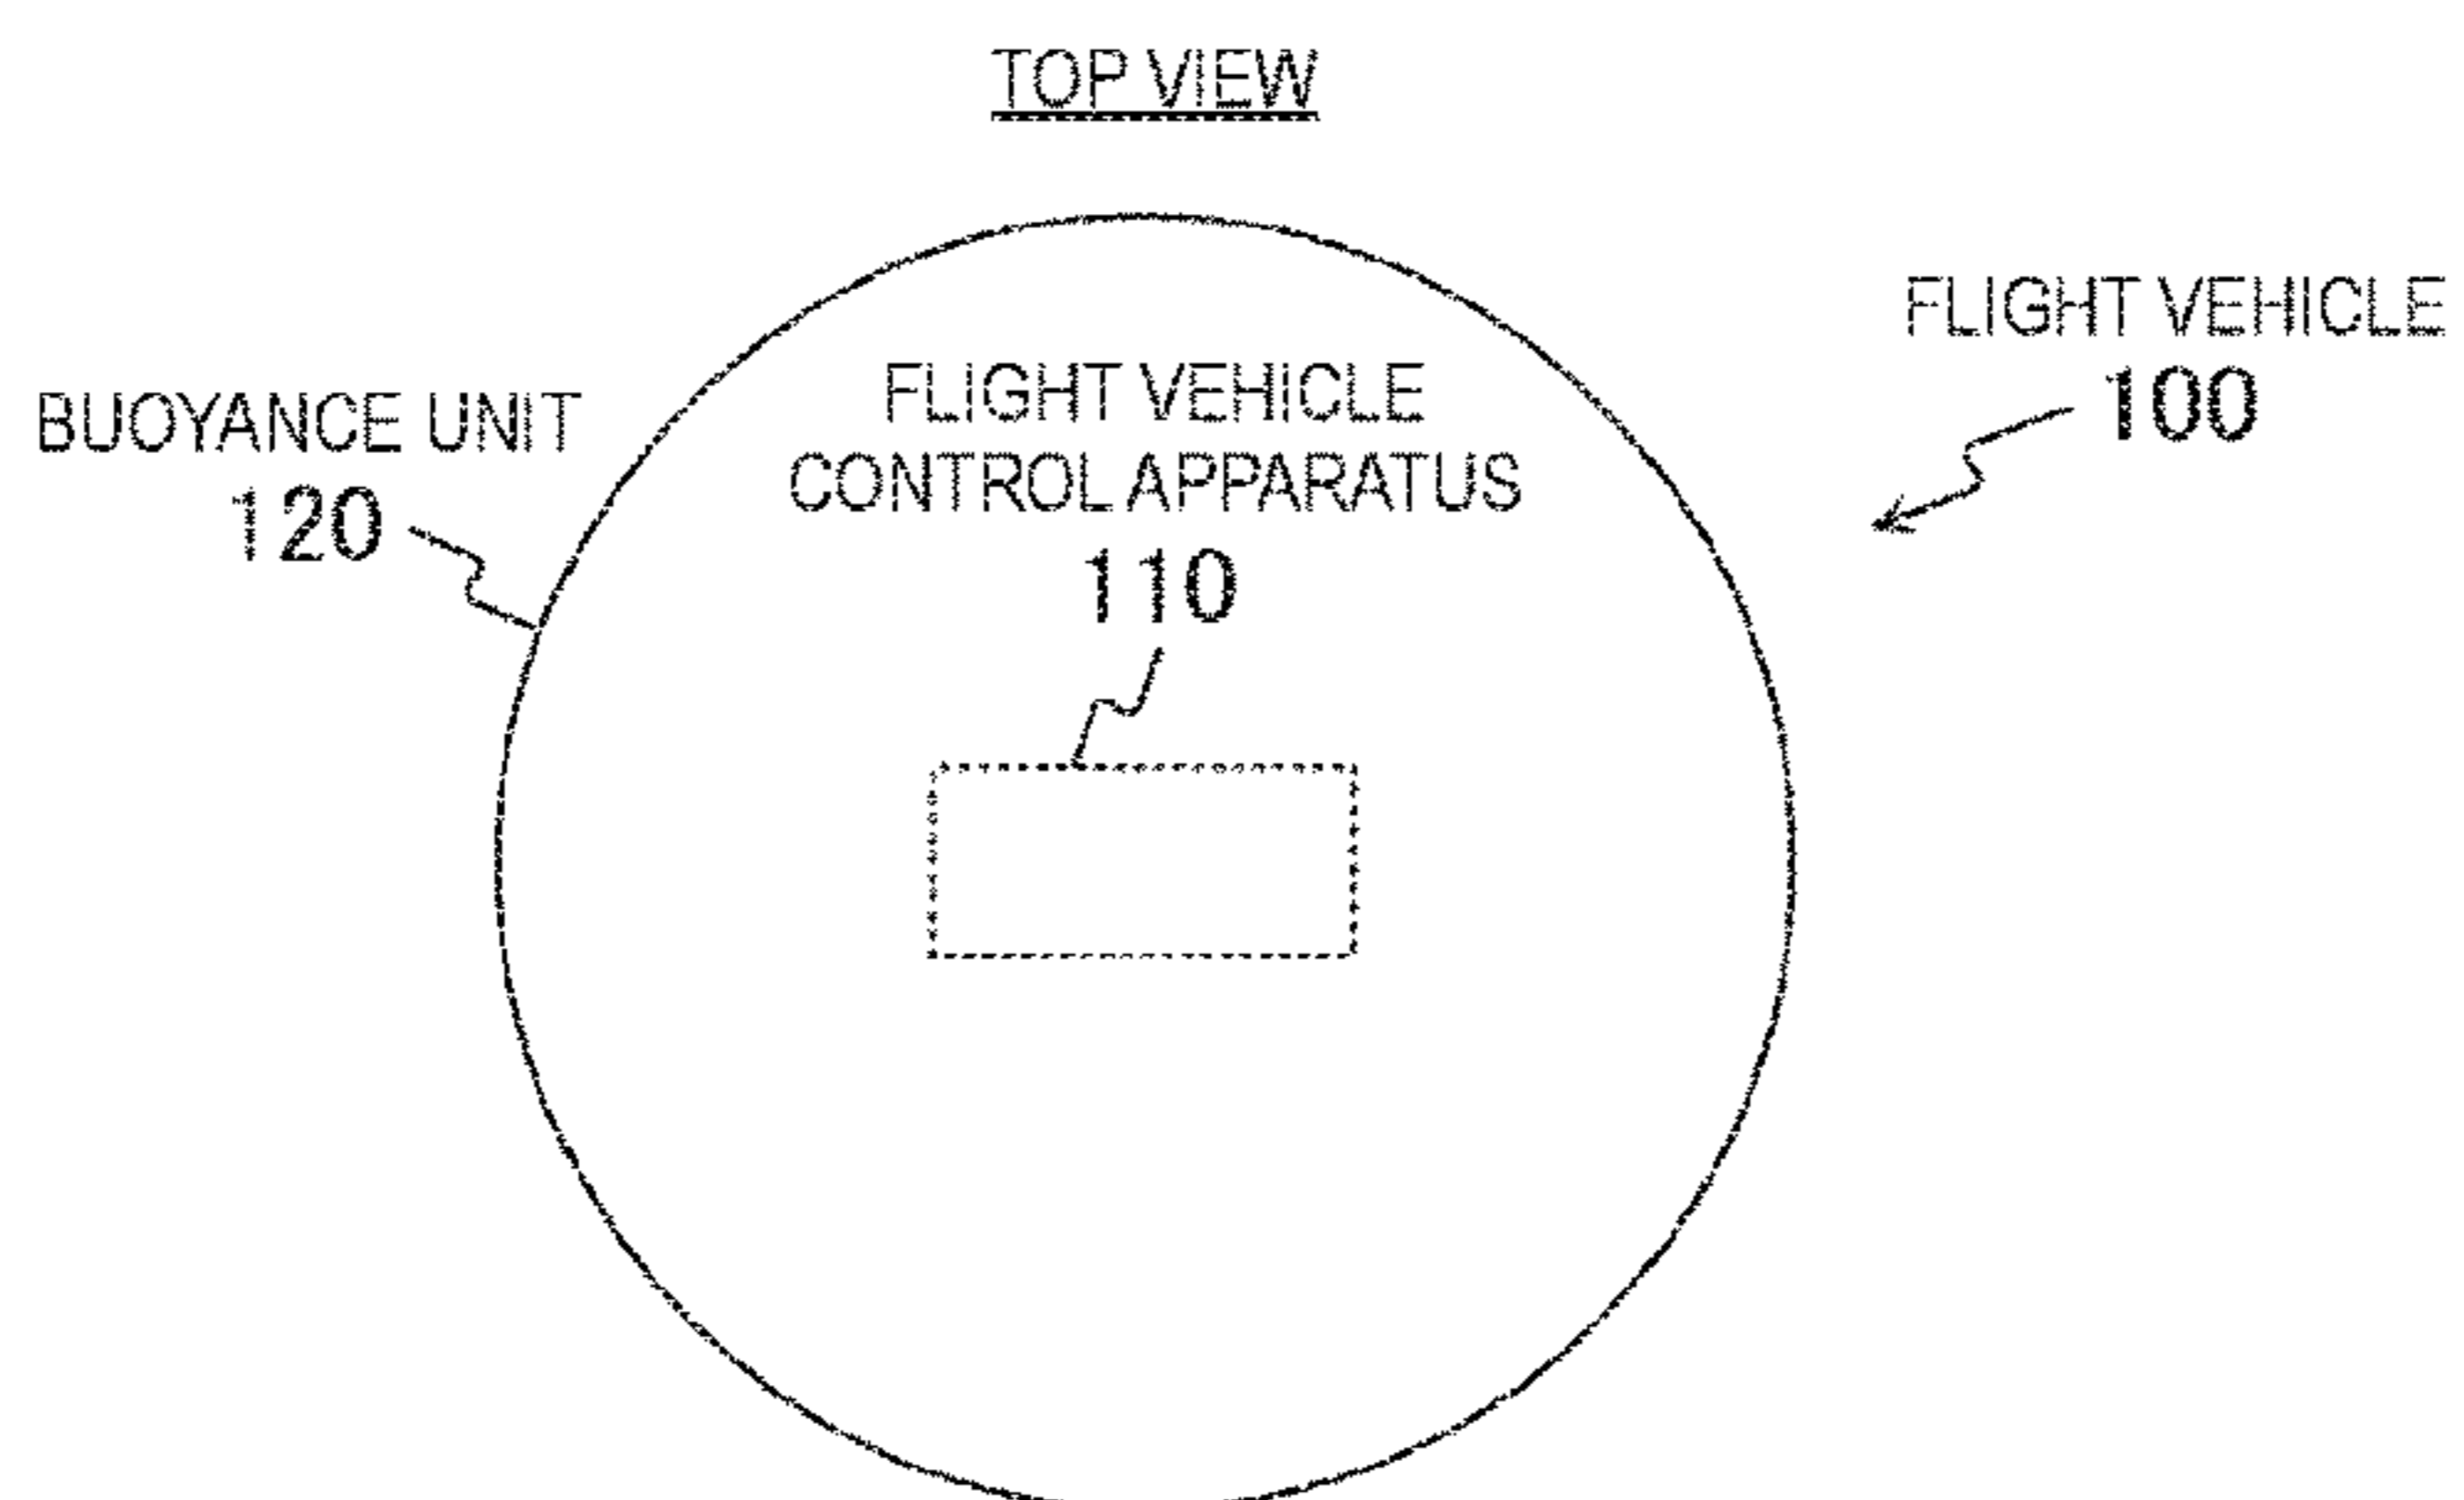 TOP VIEW
FLIGHT VEHICLE
100
BUOYANCE UNIT
120
FLIGHT VEHICLE
CONTROL APPARATUS
110